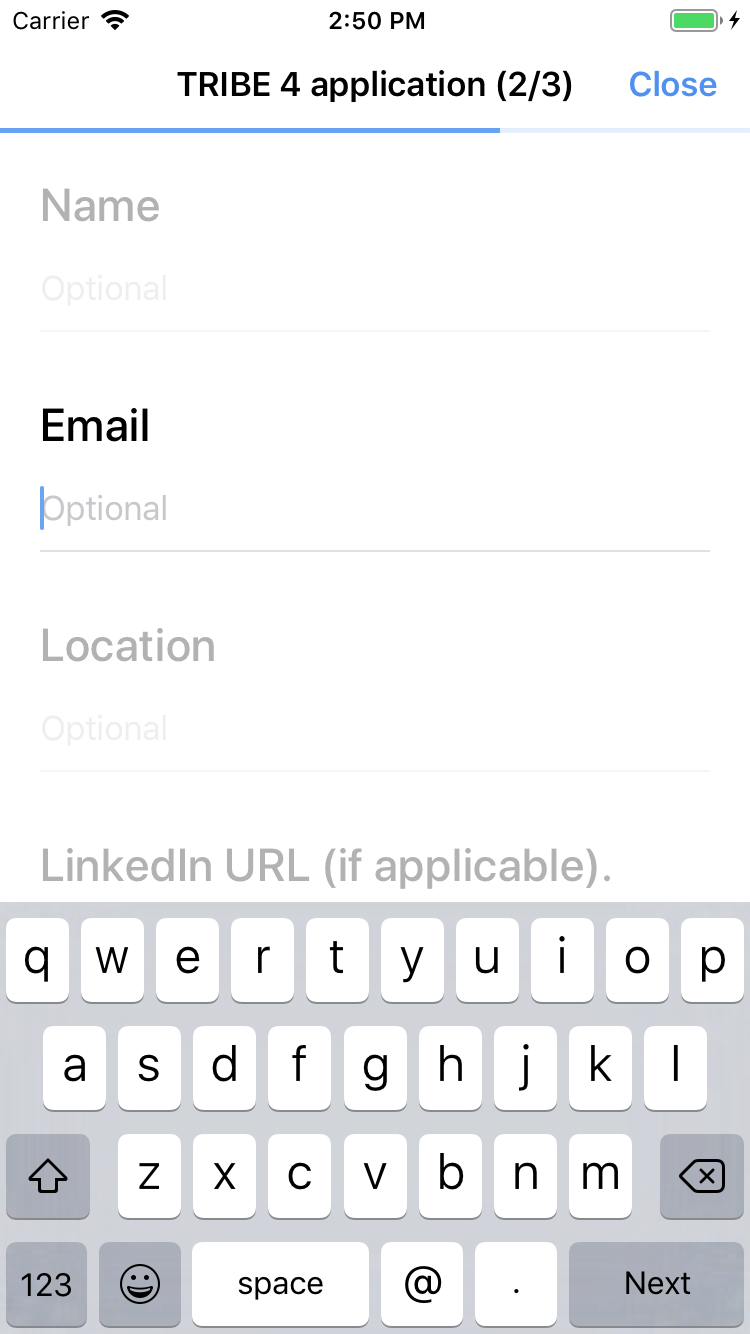 Carrier 2:50 PM
TRIBE 4 application (2/3) Close
Name
Optional
Email
Optional
Location
Optional
LinkedIn URL (if applicable).
q w e r t y u i o p
a s d f g h j k l
z x c v b n m
123 space @ . Next